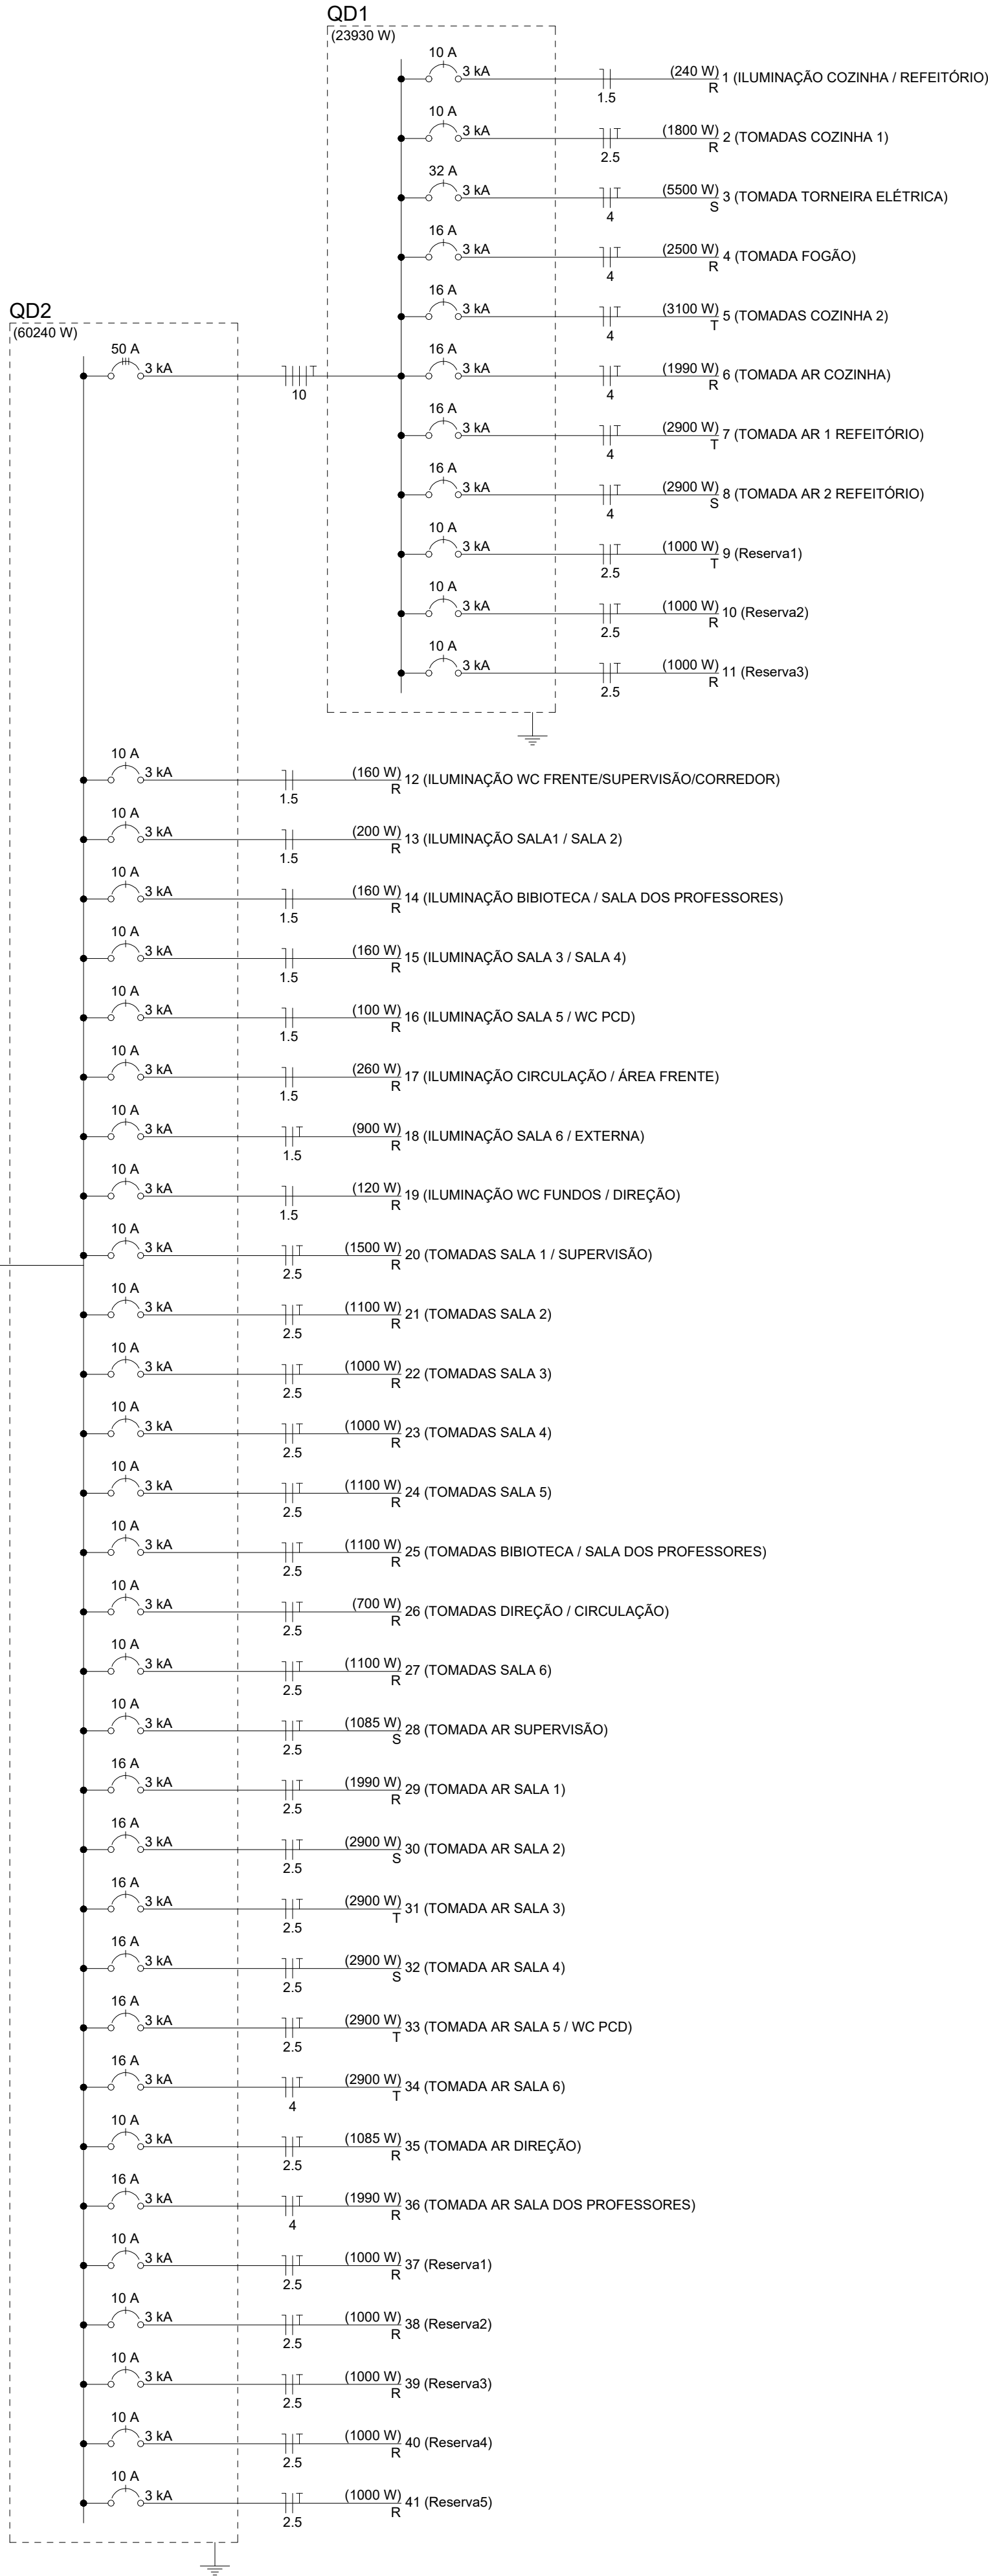 QD1
(23930 W)
10 A
3 kA
1.5
(240 W)
R
1 (ILUMINAÇÃO COZINHA / REFEITÓRIO)
10 A
3 kA
2.5
(1800 W)
R
2 (TOMADAS COZINHA 1)
32 A
3 kA
4
(5500 W)
S
3 (TOMADA TORNEIRA ELÉTRICA)
16 A
3 kA
4
(2500 W)
R
4 (TOMADA FOGÃO)
16 A
3 kA
4
(3100 W)
T
5 (TOMADAS COZINHA 2)
QD2
(60240 W)
50 A
3 kA
10
16 A
3 kA
4
(1990 W)
R
6 (TOMADA AR COZINHA)
16 A
3 kA
4
(2900 W)
T
7 (TOMADA AR 1 REFEITÓRIO)
16 A
3 kA
4
(2900 W)
S
8 (TOMADA AR 2 REFEITÓRIO)
10 A
3 kA
2.5
(1000 W)
T
9 (Reserva1)
10 A
3 kA
2.5
(1000 W)
R
10 (Reserva2)
10 A
3 kA
2.5
(1000 W)
R
11 (Reserva3)
10 A
3 kA
1.5
(160 W)
R
12 (ILUMINAÇÃO WC FRENTE/SUPERVISÃO/CORREDOR)
10 A
3 kA
1.5
(200 W)
R
13 (ILUMINAÇÃO SALA1 / SALA 2)
10 A
3 kA
1.5
(160 W)
R
14 (ILUMINAÇÃO BIBIOTECA / SALA DOS PROFESSORES)
10 A
3 kA
1.5
(160 W)
R
15 (ILUMINAÇÃO SALA 3 / SALA 4)
10 A
3 kA
1.5
(100 W)
R
16 (ILUMINAÇÃO SALA 5 / WC PCD)
10 A
3 kA
1.5
(260 W)
R
17 (ILUMINAÇÃO CIRCULAÇÃO / ÁREA FRENTE)
10 A
3 kA
1.5
(900 W)
R
18 (ILUMINAÇÃO SALA 6 / EXTERNA)
10 A
3 kA
1.5
(120 W)
R
19 (ILUMINAÇÃO WC FUNDOS / DIREÇÃO)
10 A
3 kA
2.5
(1500 W)
R
20 (TOMADAS SALA 1 / SUPERVISÃO)
10 A
3 kA
2.5
(1100 W)
R
21 (TOMADAS SALA 2)
10 A
3 kA
2.5
(1000 W)
R
22 (TOMADAS SALA 3)
10 A
3 kA
2.5
(1000 W)
R
23 (TOMADAS SALA 4)
10 A
3 kA
2.5
(1100 W)
R
24 (TOMADAS SALA 5)
10 A
3 kA
2.5
(1100 W)
R
25 (TOMADAS BIBIOTECA / SALA DOS PROFESSORES)
10 A
3 kA
2.5
(700 W)
R
26 (TOMADAS DIREÇÃO / CIRCULAÇÃO)
10 A
3 kA
2.5
(1100 W)
R
27 (TOMADAS SALA 6)
10 A
3 kA
2.5
(1085 W)
S
28 (TOMADA AR SUPERVISÃO)
16 A
3 kA
2.5
(1990 W)
R
29 (TOMADA AR SALA 1)
16 A
3 kA
2.5
(2900 W)
S
30 (TOMADA AR SALA 2)
16 A
3 kA
2.5
(2900 W)
T
31 (TOMADA AR SALA 3)
16 A
3 kA
2.5
(2900 W)
S
32 (TOMADA AR SALA 4)
16 A
3 kA
2.5
(2900 W)
T
33 (TOMADA AR SALA 5 / WC PCD)
16 A
3 kA
4
(2900 W)
T
34 (TOMADA AR SALA 6)
10 A
3 kA
2.5
(1085 W)
R
35 (TOMADA AR DIREÇÃO)
16 A
3 kA
4
(1990 W)
R
36 (TOMADA AR SALA DOS PROFESSORES)
10 A
3 kA
2.5
(1000 W)
R
37 (Reserva1)
10 A
3 kA
2.5
(1000 W)
R
38 (Reserva2)
10 A
3 kA
2.5
(1000 W)
R
39 (Reserva3)
10 A
3 kA
2.5
(1000 W)
R
40 (Reserva4)
10 A
3 kA
2.5
(1000 W)
R
41 (Reserva5)